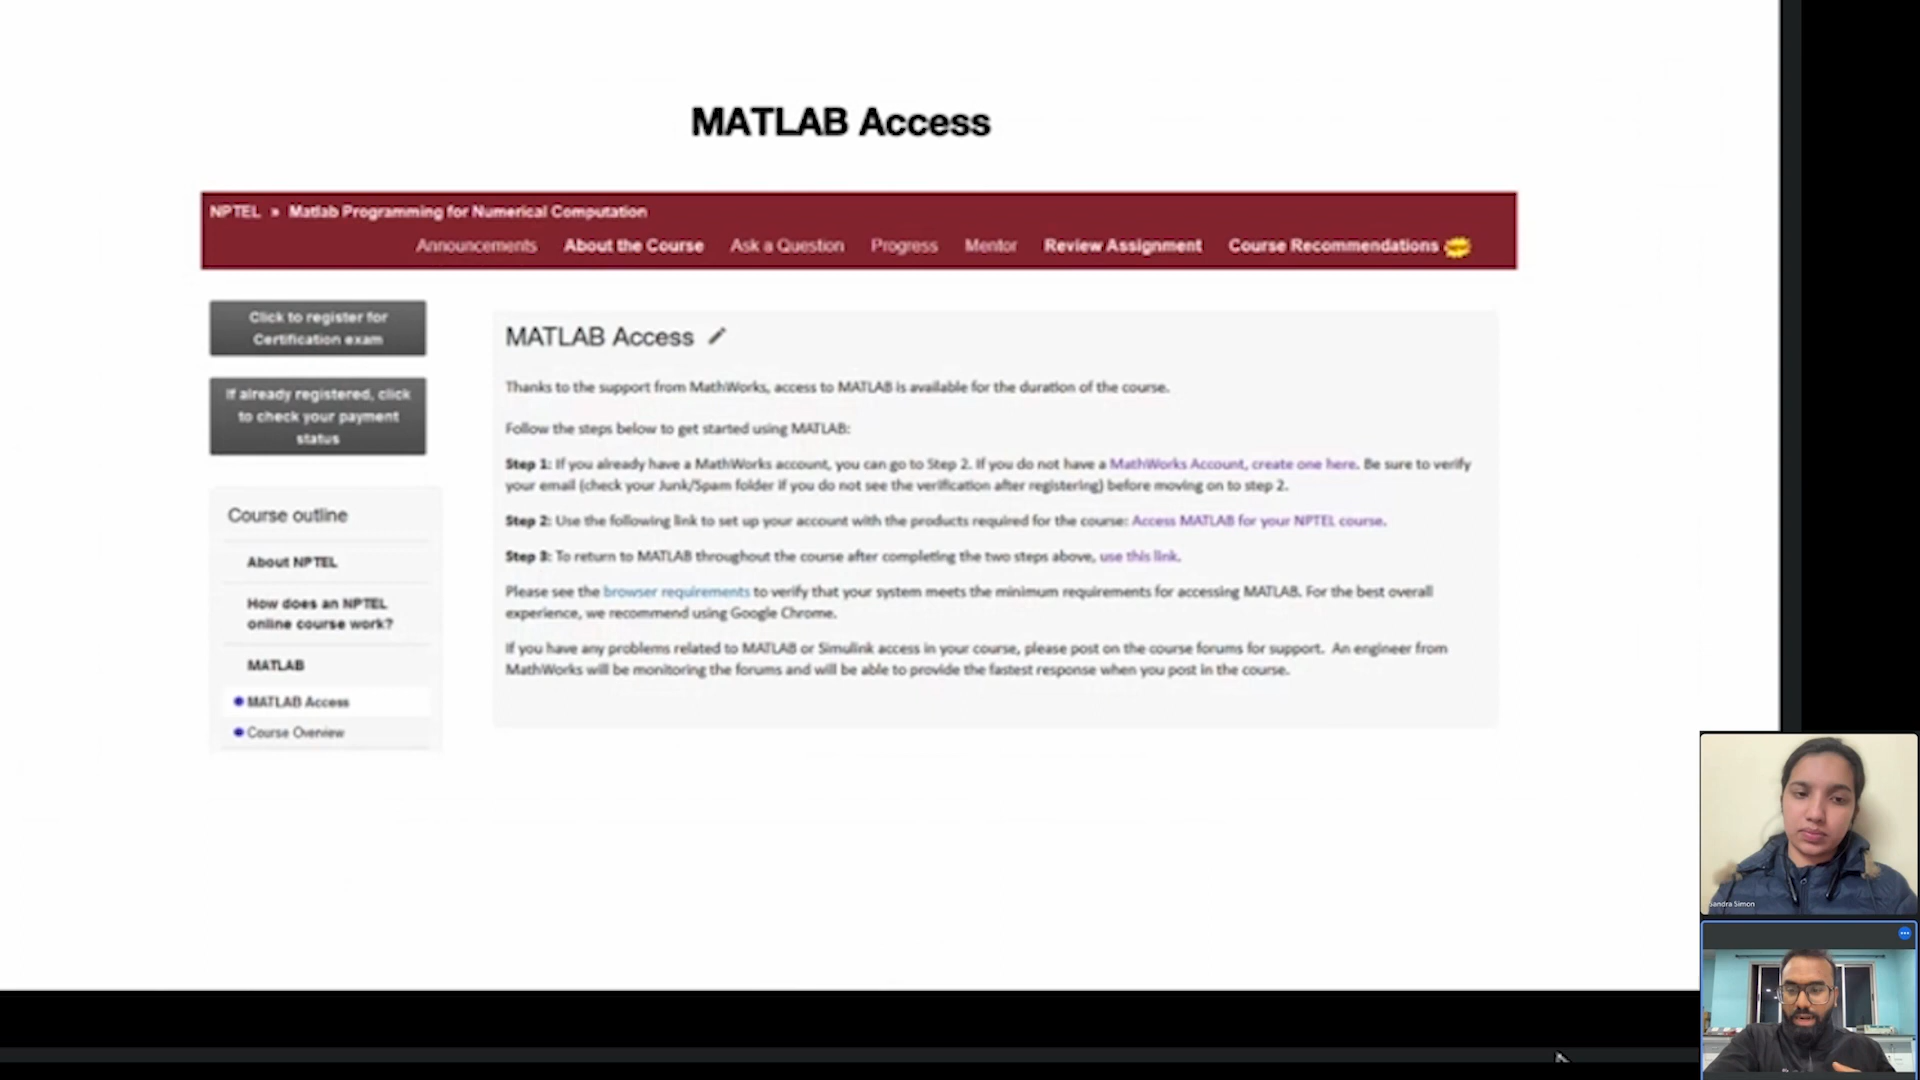 MATLAB Access
NPTEL » Matlab Programming for Numerical Computation
Announcements About the Course Ask a Question Progress Mentor Review Assignment Course Recommendations
Click to register for
Certification exam
If already registered, click
to check your payment
status
Course outline
About NPTEL
How does an NPTEL
online course work?
MATLAB
MATLAB Access
Course Overview
MATLAB Access
Thanks to the support from MathWorks, access to MATLAB is available for the duration of the course.
Follow the steps below to get started using MATLAB:
Step 1: If you already have a MathWorks account, you can go to Step 2. If you do not have a MathWorks Account, create one here. Be sure to verify
your email (check your Junk/Spam folder if you do not see the verification after registering) before moving on to step 2.
Step 2: Use the following link to set up your account with the products required for the course: Access MATLAB for your NPTEL course.
Step 3: To return to MATLAB throughout the course after completing the two steps above, use this link.
Please see the browser requirements to verify that your system meets the minimum requirements for accessing MATLAB. For the best overall
experience, we recommend using Google Chrome.
If you have any problems related to MATLAB or Simulink access in your course, please post on the course forums for support. An engineer from
MathWorks will be monitoring the forums and will be able to provide the fastest response when you post in the course.
Sandra Simon